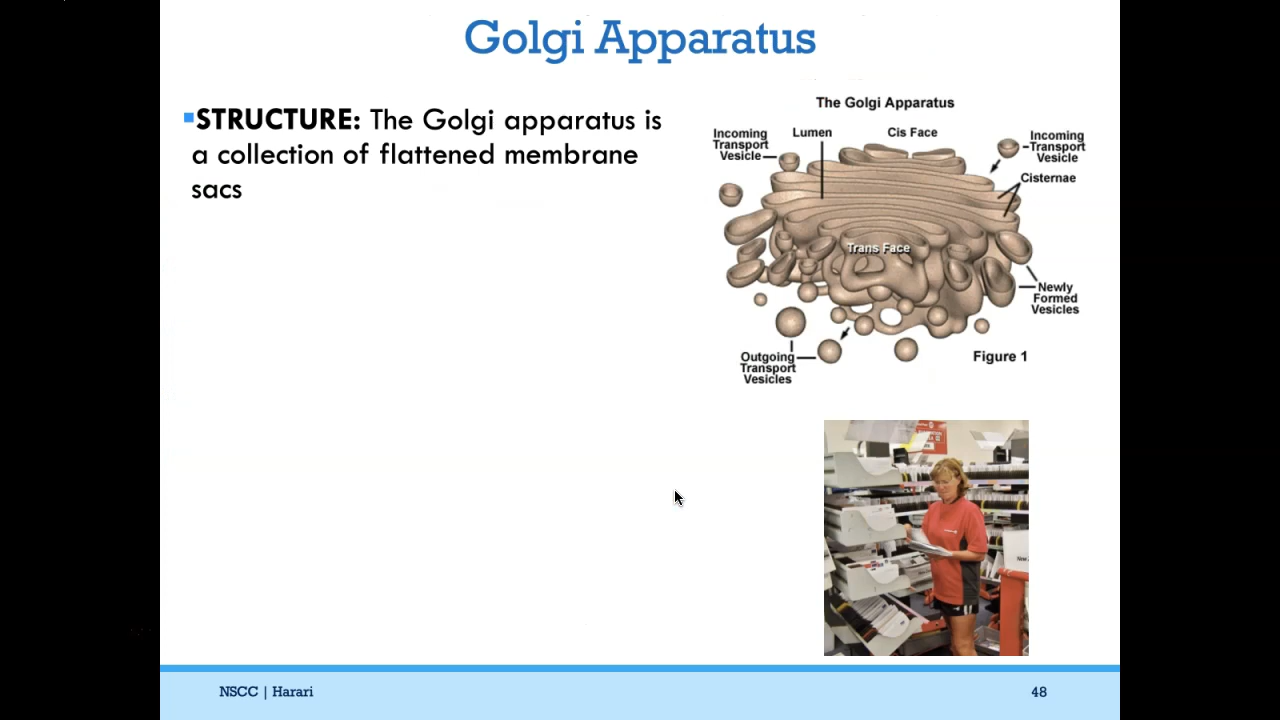 Golgi Apparatus
▪STRUCTURE: The Golgi apparatus is
a collection of flattened membrane
sacs
The Golgi Apparatus
Incoming
Transport
Vesicle
Lumen
Cis Face
Incoming
Transport
Vesicle
Cisternae
Trans Face
Newly
Formed
Vesicles
Outgoing
Transport
Vesicles
Figure 1
NSCC | Harari
48